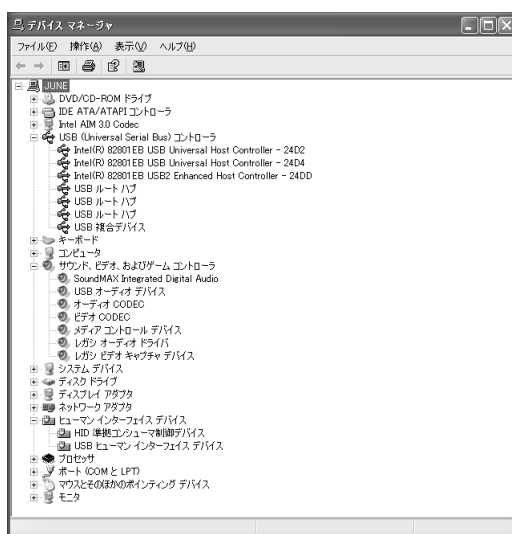 デバイス マネージャ
ファイル(F) 操作(A) 表示(V) ヘルプ(H)
JUNE
DVD/CD-ROM ドライブ
IDE ATA/ATAPI コントローラ
Intel AIM 3.0 Codec
USB (Universal Serial Bus) コントローラ
Intel(R) 82801EB USB Universal Host Controller - 24D2
Intel(R) 82801EB USB Universal Host Controller - 24D4
Intel(R) 82801EB USB2 Enhanced Host Controller - 24DD
USB ルート ハブ
USB ルート ハブ
USB ルート ハブ
USB 複合デバイス
キーボード
コンピュータ
サウンド、ビデオ、およびゲーム コントローラ
SoundMAX Integrated Digital Audio
USB オーディオ デバイス
オーディオ CODEC
ビデオ CODEC
メディア コントロール デバイス
レガシ オーディオ ドライバ
レガシ ビデオ キャプチャ デバイス
システム デバイス
ディスク ドライブ
ディスプレイ アダプタ
ネットワーク アダプタ
ヒューマン インターフェイス デバイス
HID 準拠コンシューマ制御デバイス
USB ヒューマン インターフェイス デバイス
プロセッサ
ポート (COM と LPT)
マウスとそのほかのポインティング デバイス
モニタ